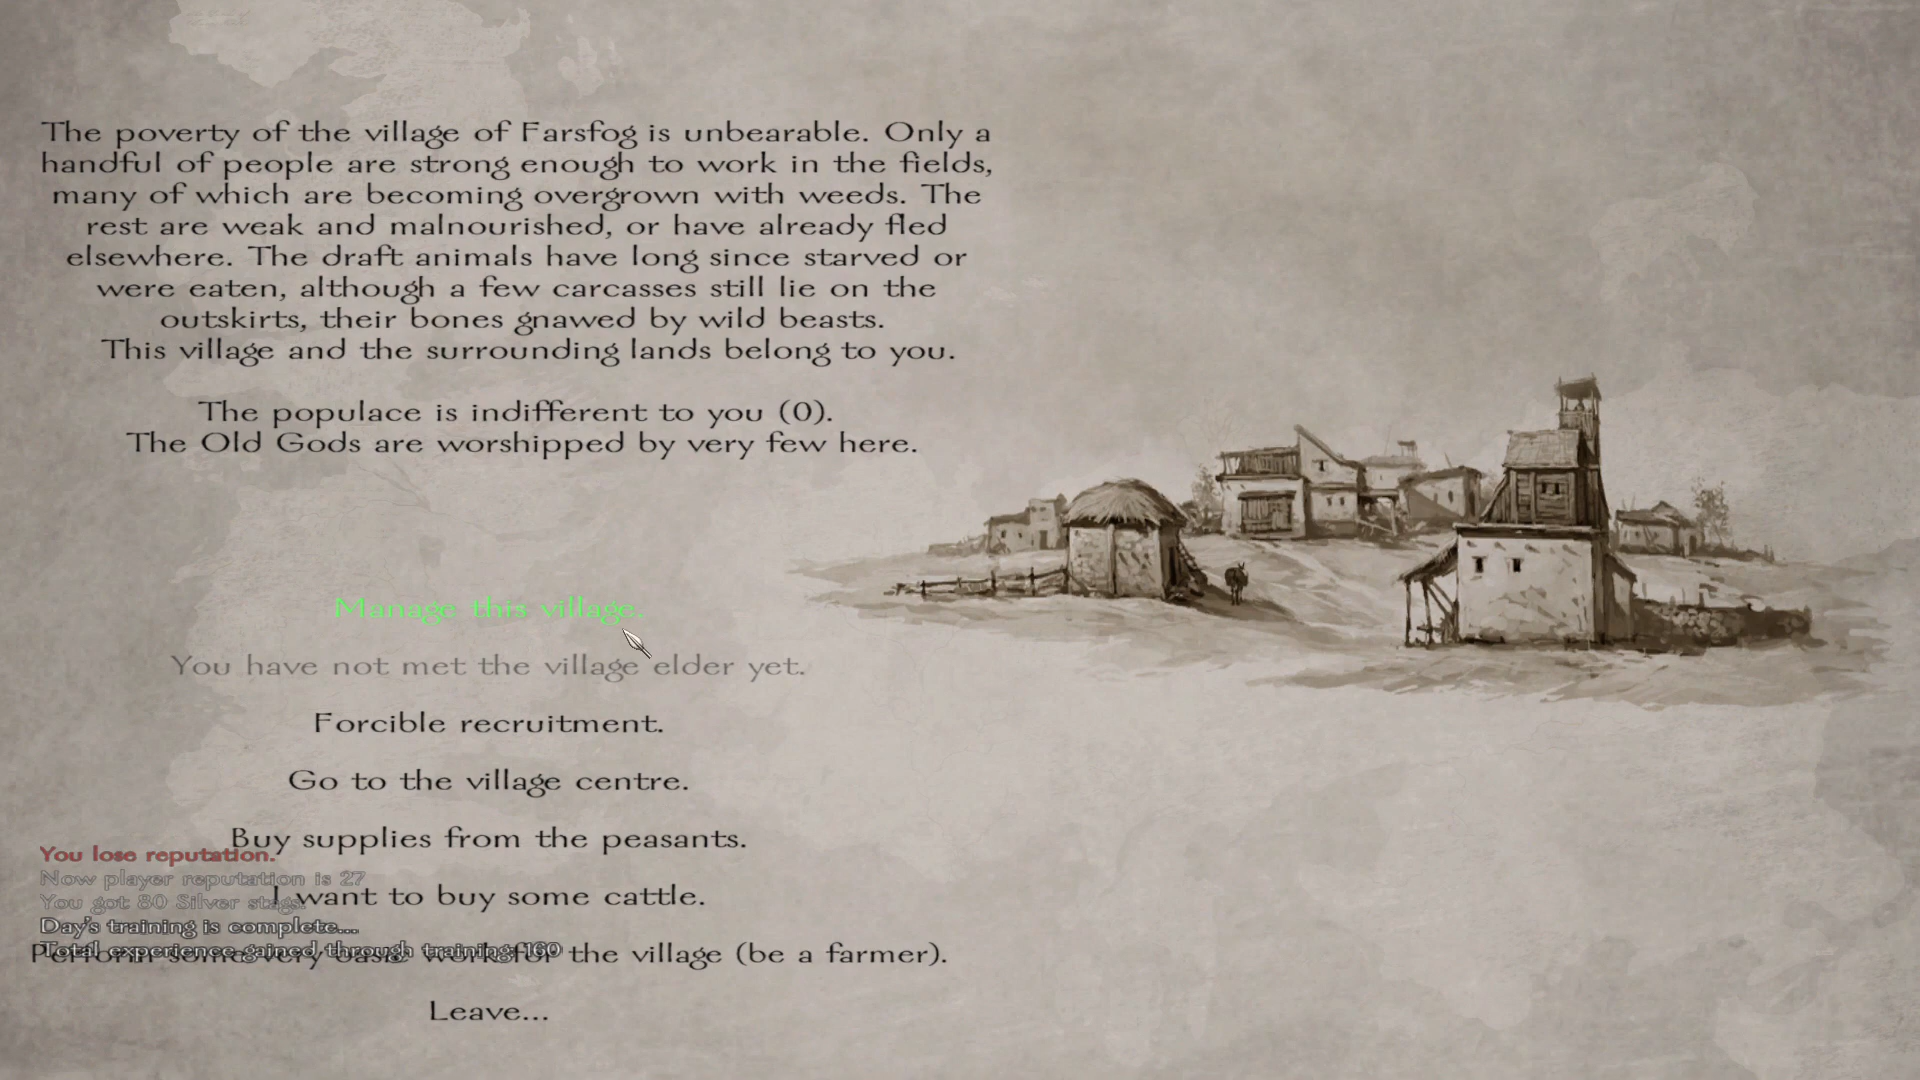 The poverty of the village of Farsfog is unbearable. Only a
handful of people are strong enough to work in the fields,
many of which are becoming overgrown with weeds. The
rest are weak and malnourished, or have already fled
elsewhere. The draft animals have long since starved or
were eaten, although a few carcasses still lie on the
outskirts, their bones gnawed by wild beasts.
This village and the surrounding lands belong to you.
The populace is indifferent to you (0).
The Old Gods are worshipped by very few here.
Manage this village.
You have not met the village elder yet.
Forcible recruitment.
Go to the village centre.
Buy supplies from the peasants.
You lose reputation.
Now player reputation is 27
I want to buy some cattle.
You got 80 Silver stags.
Day's training is complete...
Total experience gained through training: 160
Perform some very basic work for the village (be a farmer).
Leave...